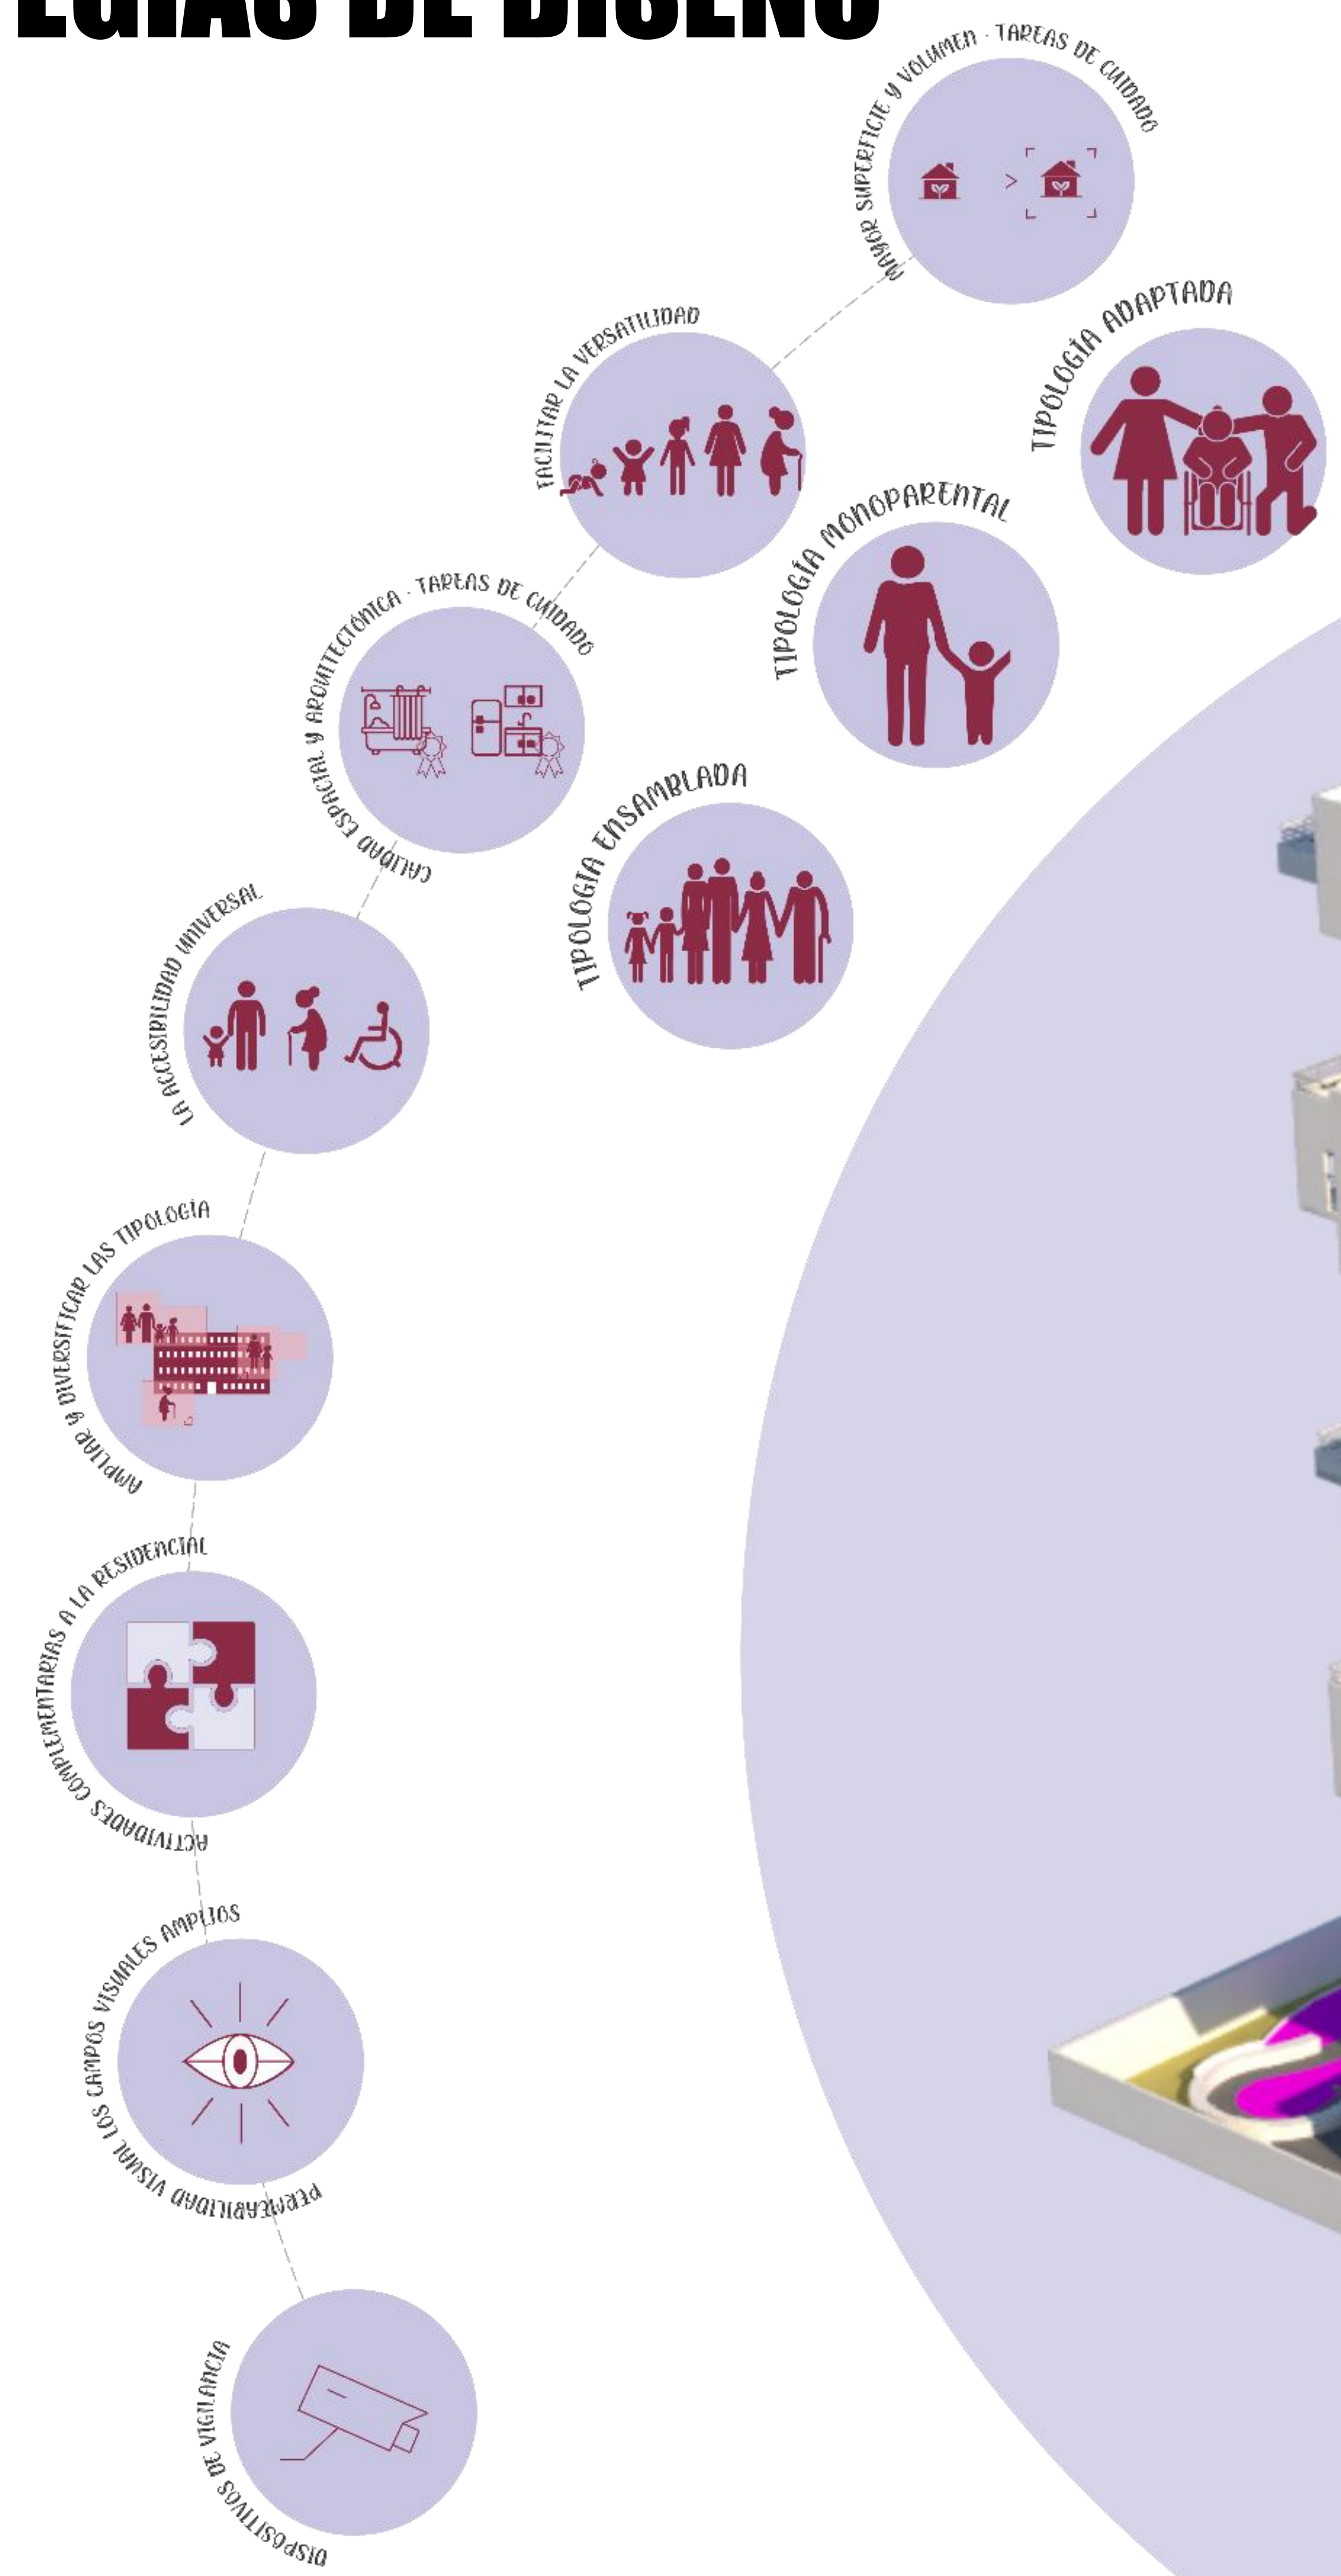 EGIAS DE DISEÑO
MAYOR SUPERFICIE Y VOLUMEN - TAREAS DE CUIDADO
TIPOLOGÍA ADAPTADA
FACILITAR LA VERSATILIDAD
TIPOLOGÍA MONOPARENTAL
CALIDAD ESPACIAL Y ARQUITECTÓNICA - TAREAS DE CUIDADO
TIPOLOGIA ENSAMBLADA
LA ACCESIBILIDAD UNIVERSAL
AMPLIAR Y DIVERSIFICAR LAS TIPOLOGÍA
ACTIVIDADES COMPLEMENTARIAS A LA RESIDENCIAL
PERMEABILIDAD VISUAL LOS CAMPOS VISUALES AMPLIOS
DISPOSITIVOS DE VIGILANCIA